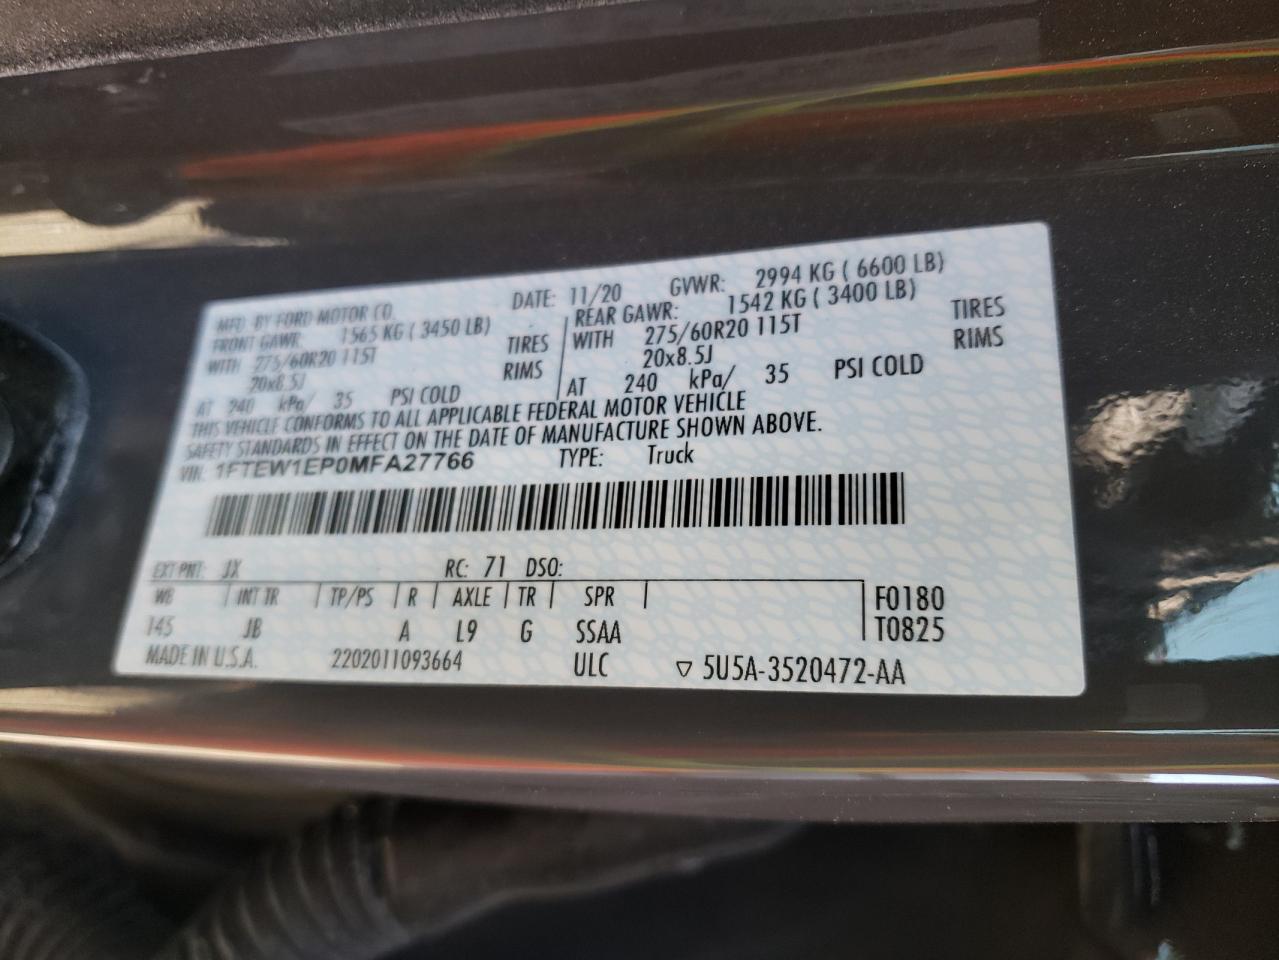 MFD. BY FORD MOTOR CO. DATE: 11/20 GVWR: 2994 KG ( 6600 LB)
FRONT GAWR: 1565 KG ( 3450 LB) REAR GAWR: 1542 KG ( 3400 LB)
WITH 275/60R20 115T TIRES WITH 275/60R20 115T TIRES
20x8.5J RIMS 20x8.5J RIMS
AT 240 kPa/ 35 PSI COLD AT 240 kPa/ 35 PSI COLD
THIS VEHICLE CONFORMS TO ALL APPLICABLE FEDERAL MOTOR VEHICLE
SAFETY STANDARDS IN EFFECT ON THE DATE OF MANUFACTURE SHOWN ABOVE.
VIN: 1FTEW1EP0MFA27766 TYPE: Truck
EXT PNT: JX RC: 71 DSO:
WB INT TR TP/PS R AXLE TR SPR F0180
145 JB A L9 G SSAA T0825
MADE IN U.S.A. 2202011093664 ULC ▽ 5U5A-3520472-AA